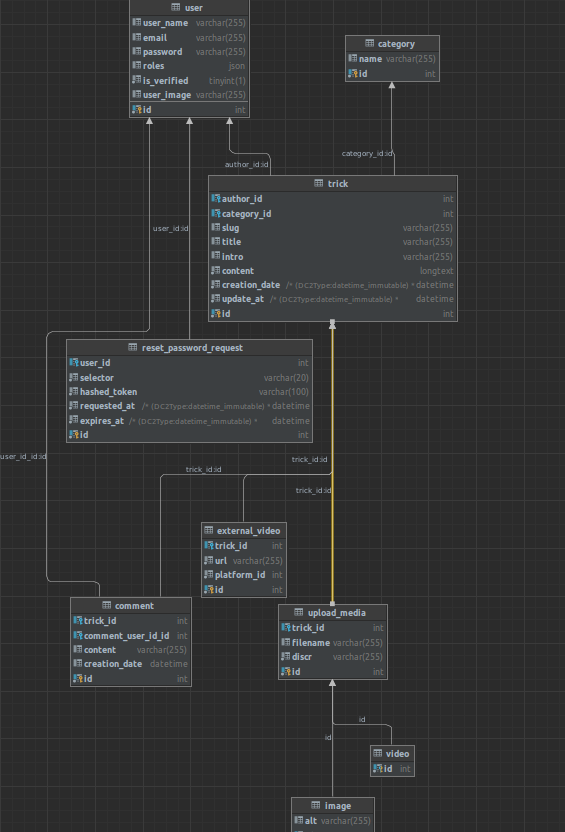 user
user_name varchar(255)
email varchar(255)
password varchar(255)
roles json
is_verified tinyint(1)
user_image varchar(255)
id int
category
name varchar(255)
id int
author_id:id
category_id:id
trick
author_id int
category_id int
slug varchar(255)
title varchar(255)
intro varchar(255)
content longtext
creation_date /* (DC2Type:datetime_immutable) * datetime
update_at /* (DC2Type:datetime_immutable) * datetime
id int
user_id:id
reset_password_request
user_id int
selector varchar(20)
hashed_token varchar(100)
requested_at /* (DC2Type:datetime_immutable) * datetime
expires_at /* (DC2Type:datetime_immutable) * datetime
id int
user_id_id:id
trick_id:id
trick_id:id
trick_id:id
external_video
trick_id int
url varchar(255)
platform_id int
id int
comment
trick_id int
comment_user_id_id int
content varchar(255)
creation_date datetime
id int
upload_media
trick_id int
filename varchar(255)
discr varchar(255)
id int
id
id
video
id int
image
alt varchar(255)